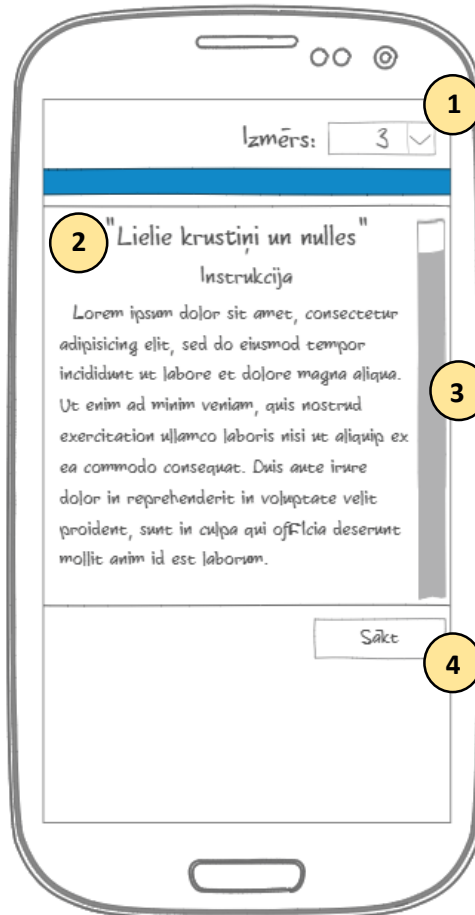 1
Izmērs: 3
2
"Lielie krustiņi un nulles"
Instrukcija
Lorem ipsum dolor sit amet, consectetur
adipisicing elit, sed do eiusmod tempor
incididunt ut labore et dolore magna aliqua.
Ut enim ad minim veniam, quis nostrud
exercitation ullamco laboris nisi ut aliquip ex
ea commodo consequat. Duis aute irure
dolor in reprehenderit in voluptate velit
proident, sunt in culpa qui officia deserunt
mollit anim id est laborum.
3
Sākt
4